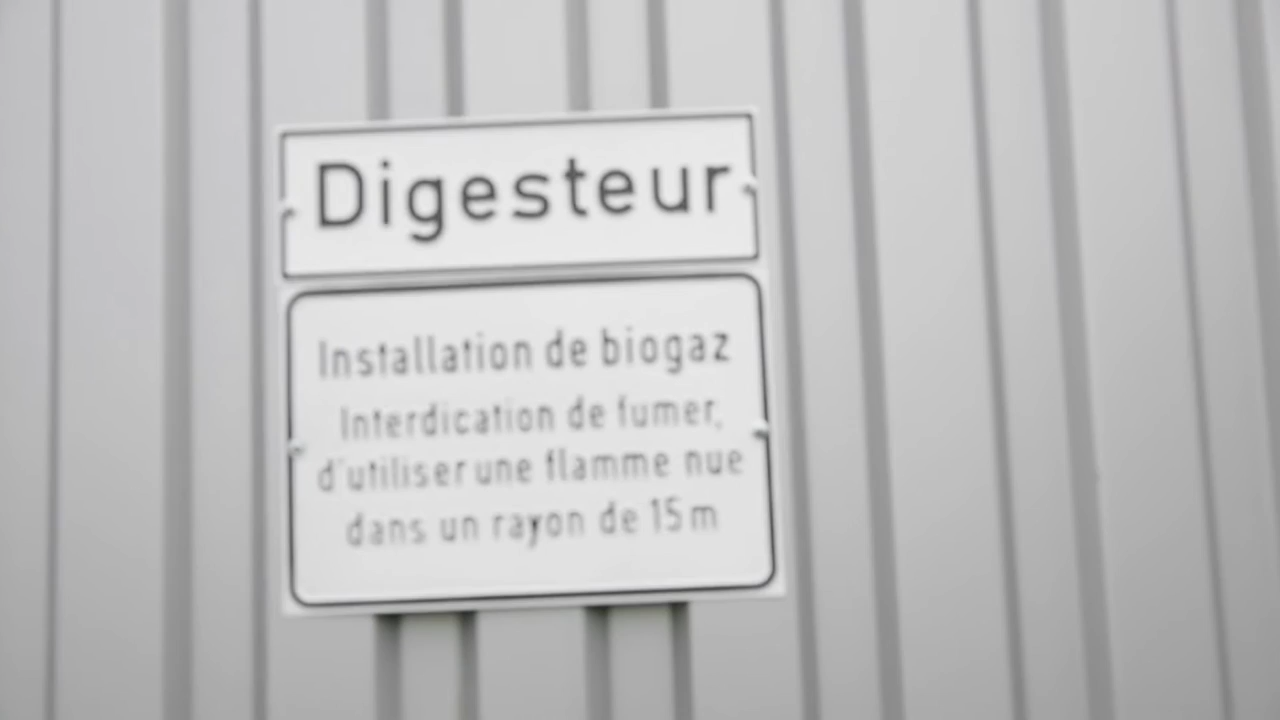 Digesteur
Installation de biogaz
Interdication de fumer,
d'utiliser une flamme nue
dans un rayon de 15 m